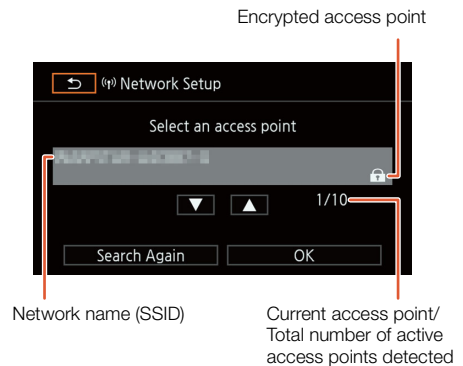 Encrypted access point
Network Setup
Select an access point
1/10
Search Again
OK
Network name (SSID)
Current access point/
Total number of active
access points detected